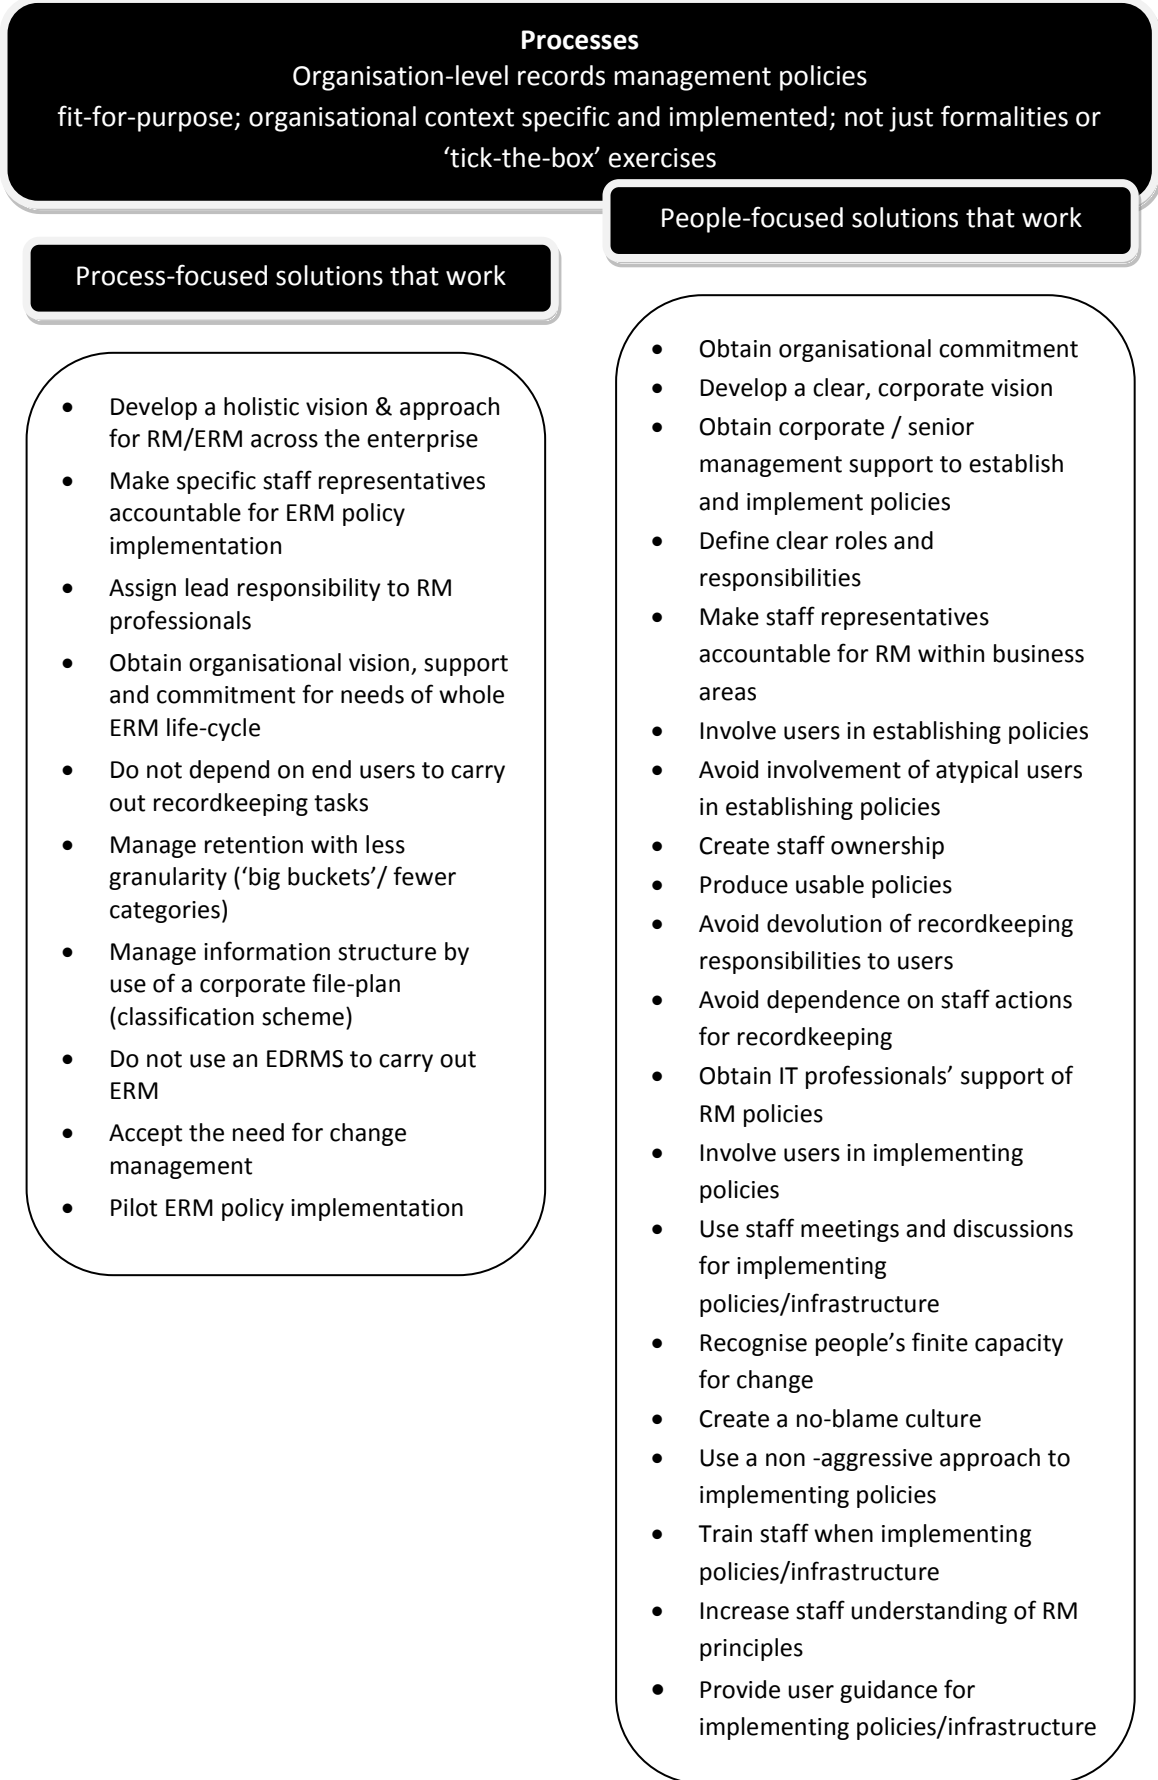 Processes
Organisation-level records management policies
fit-for-purpose; organisational context specific and implemented; not just formalities or
‘tick-the-box’ exercises
Process-focused solutions that work
• Develop a holistic vision & approach
for RM/ERM across the enterprise
• Make specific staff representatives
accountable for ERM policy
implementation
• Assign lead responsibility to RM
professionals
• Obtain organisational vision, support
and commitment for needs of whole
ERM life-cycle
• Do not depend on end users to carry
out recordkeeping tasks
• Manage retention with less
granularity (‘big buckets’/ fewer
categories)
• Manage information structure by
use of a corporate file-plan
(classification scheme)
• Do not use an EDRMS to carry out
ERM
• Accept the need for change
management
• Pilot ERM policy implementation
People-focused solutions that work
• Obtain organisational commitment
• Develop a clear, corporate vision
• Obtain corporate / senior
management support to establish
and implement policies
• Define clear roles and
responsibilities
• Make staff representatives
accountable for RM within business
areas
• Involve users in establishing policies
• Avoid involvement of atypical users
in establishing policies
• Create staff ownership
• Produce usable policies
• Avoid devolution of recordkeeping
responsibilities to users
• Avoid dependence on staff actions
for recordkeeping
• Obtain IT professionals’ support of
RM policies
• Involve users in implementing
policies
• Use staff meetings and discussions
for implementing
policies/infrastructure
• Recognise people’s finite capacity
for change
• Create a no-blame culture
• Use a non -aggressive approach to
implementing policies
• Train staff when implementing
policies/infrastructure
• Increase staff understanding of RM
principles
• Provide user guidance for
implementing policies/infrastructure